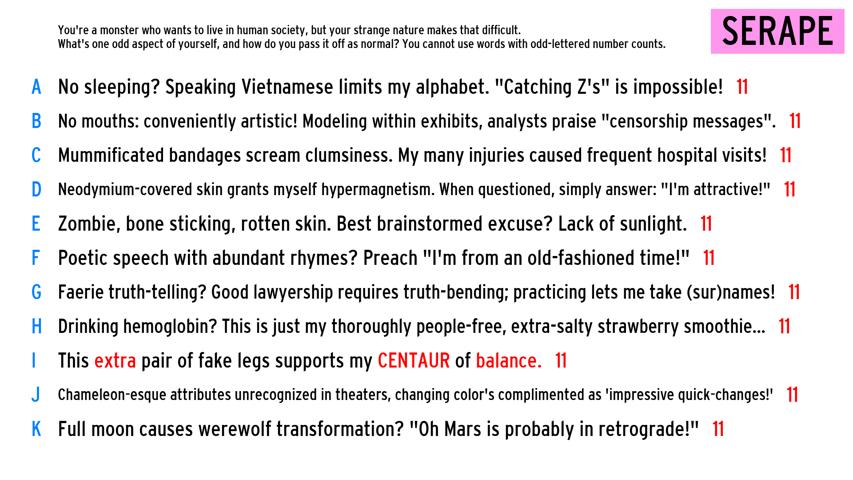 You're a monster who wants to live in human society, but your strange nature makes that difficult.
What's one odd aspect of yourself, and how do you pass it off as normal? You cannot use words with odd-lettered number counts.
SERAPE
A No sleeping? Speaking Vietnamese limits my alphabet. "Catching Z's" is impossible! 11
B No mouths: conveniently artistic! Modeling within exhibits, analysts praise "censorship messages". 11
C Mummificated bandages scream clumsiness. My many injuries caused frequent hospital visits! 11
D Neodymium-covered skin grants myself hypermagnetism. When questioned, simply answer: "I'm attractive!" 11
E Zombie, bone sticking, rotten skin. Best brainstormed excuse? Lack of sunlight. 11
F Poetic speech with abundant rhymes? Preach "I'm from an old-fashioned time!" 11
G Faerie truth-telling? Good lawyership requires truth-bending; practicing lets me take (sur)names! 11
H Drinking hemoglobin? This is just my thoroughly people-free, extra-salty strawberry smoothie... 11
I This extra pair of fake legs supports my CENTAUR of balance. 11
J Chameleon-esque attributes unrecognized in theaters, changing color's complimented as 'impressive quick-changes!' 11
K Full moon causes werewolf transformation? "Oh Mars is probably in retrograde!" 11